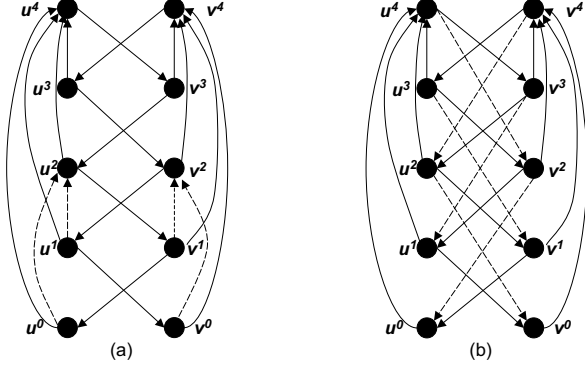 u⁴ v⁴ u⁴ v⁴
u³ v³ u³ v³
u² v² u² v²
u¹ v¹ u¹ v¹
u⁰ v⁰ u⁰ v⁰
(a) (b)